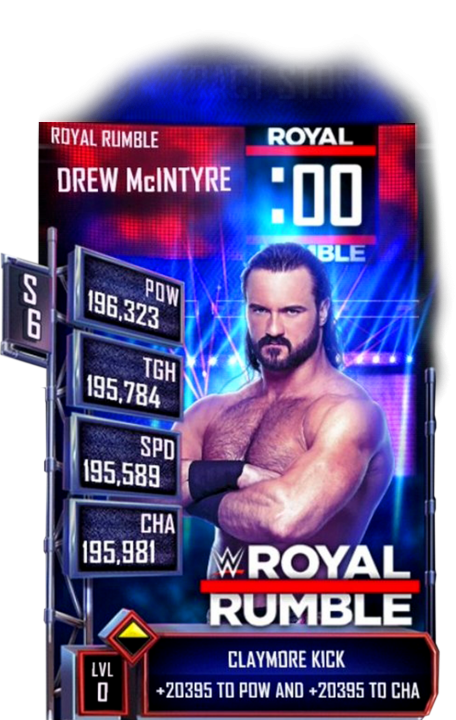 ROYAL RUMBLE
DREW McINTYRE
ROYAL
:00
RUMBLE
S
6
POW
196,323
TGH
195,784
SPD
195,589
CHA
195,981
W ROYAL
RUMBLE
LVL
0
CLAYMORE KICK
+20395 TO POW AND +20395 TO CHA